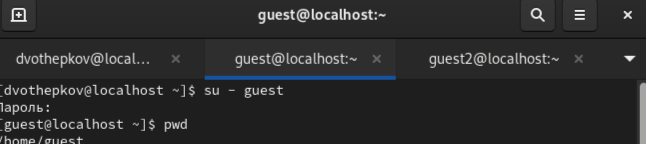 guest@localhost:~
dvothepkov@local... × guest@localhost:~ × guest2@localhost:~ ×
[dvothepkov@localhost ~]$ su - guest
Пароль:
[guest@localhost ~]$ pwd
/home/guest